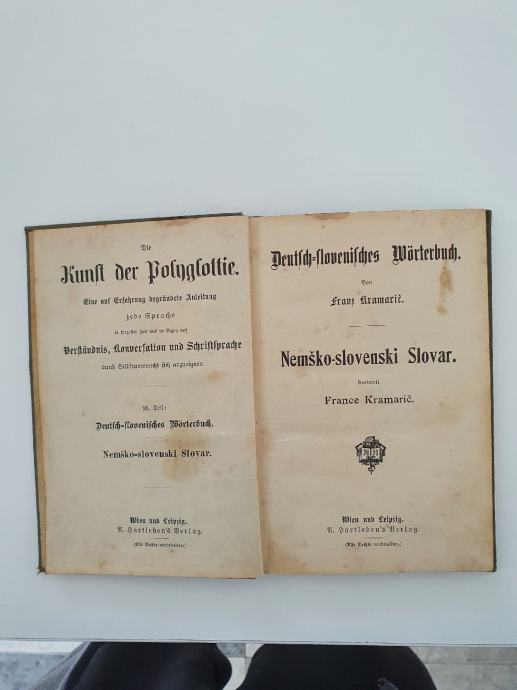 Die
Kunst der Polyglottie.
Eine auf Erfahrung begründete Anleitung
jede Sprache
in kürzester Zeit und in Bezug auf
Verständnis, Konversation und Schriftsprache
durch Selbstunterricht sich anzueignen.
Teil:
Deutsch-slovenisches Wörterbuch.
Nemško-slovenski Slovar.
Wien und Leipzig.
A. Hartleben's Verlag.
(Alle Rechte vorbehalten.)
Deutsch-slovenisches Wörterbuch.
Von
Franz Kramarič.
Nemško-slovenski Slovar.
Sestavil
France Kramarič.
Wien und Leipzig.
A. Hartleben's Verlag.
(Alle Rechte vorbehalten.)